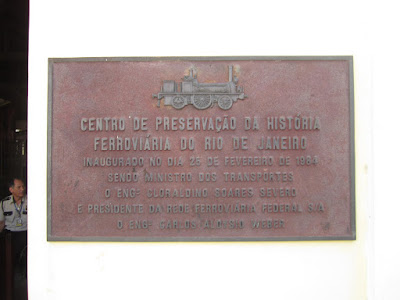 CENTRO DE PRESERVAÇÃO DA HISTÓRIA
FERROVIÁRIA DO RIO DE JANEIRO
INAUGURADO NO DIA 25 DE FEVEREIRO DE 1984
SENDO MINISTRO DOS TRANSPORTES
O ENGº CLORALDINO SOARES SEVERO
E PRESIDENTE DA REDE FERROVIÁRIA FEDERAL S/A
O ENGº CARLOS ALOYSIO WEBER